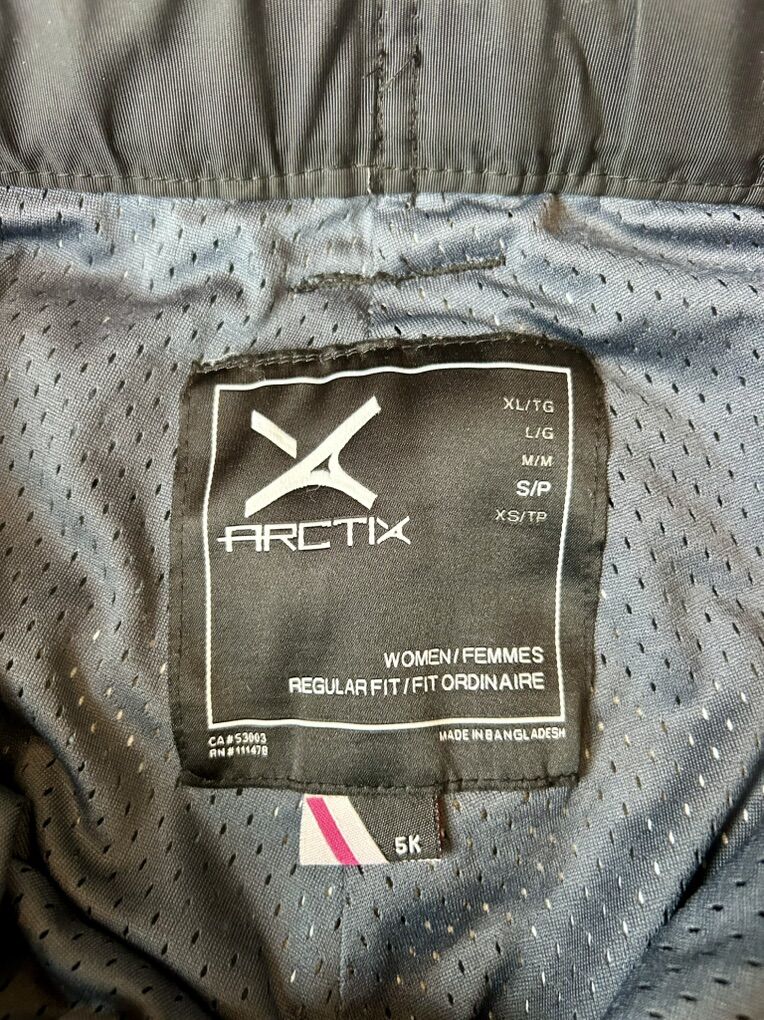 ARCTIX
XL/TG
L/G
M/M
S/P
XS/TP
WOMEN/FEMMES
REGULAR FIT/FIT ORDINAIRE
CA#53003
RN#111478
MADE IN BANGLADESH
5K